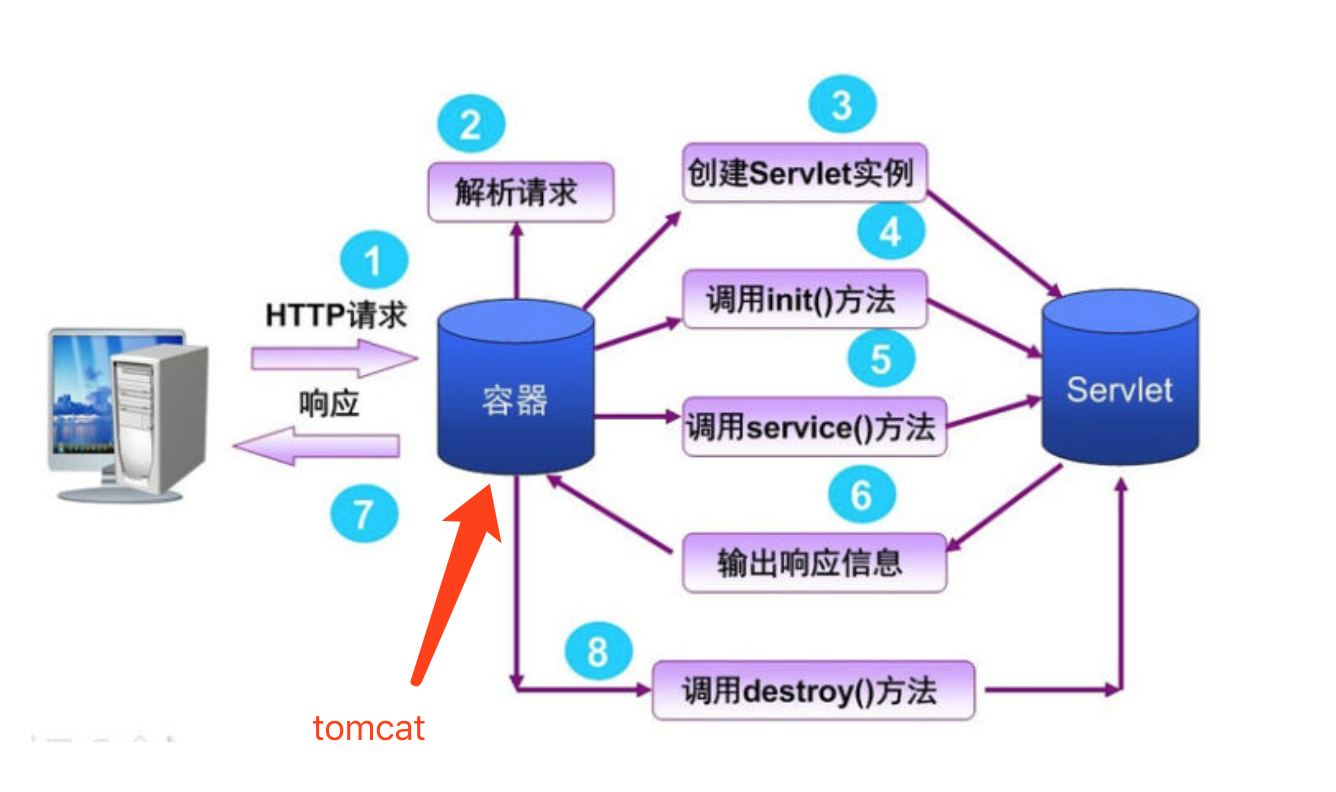 3
2
创建Servlet实例
解析请求
4
1
调用init()方法
HTTP请求
5
响应
容器
Servlet
调用service()方法
6
7
输出响应信息
8
调用destroy()方法
tomcat